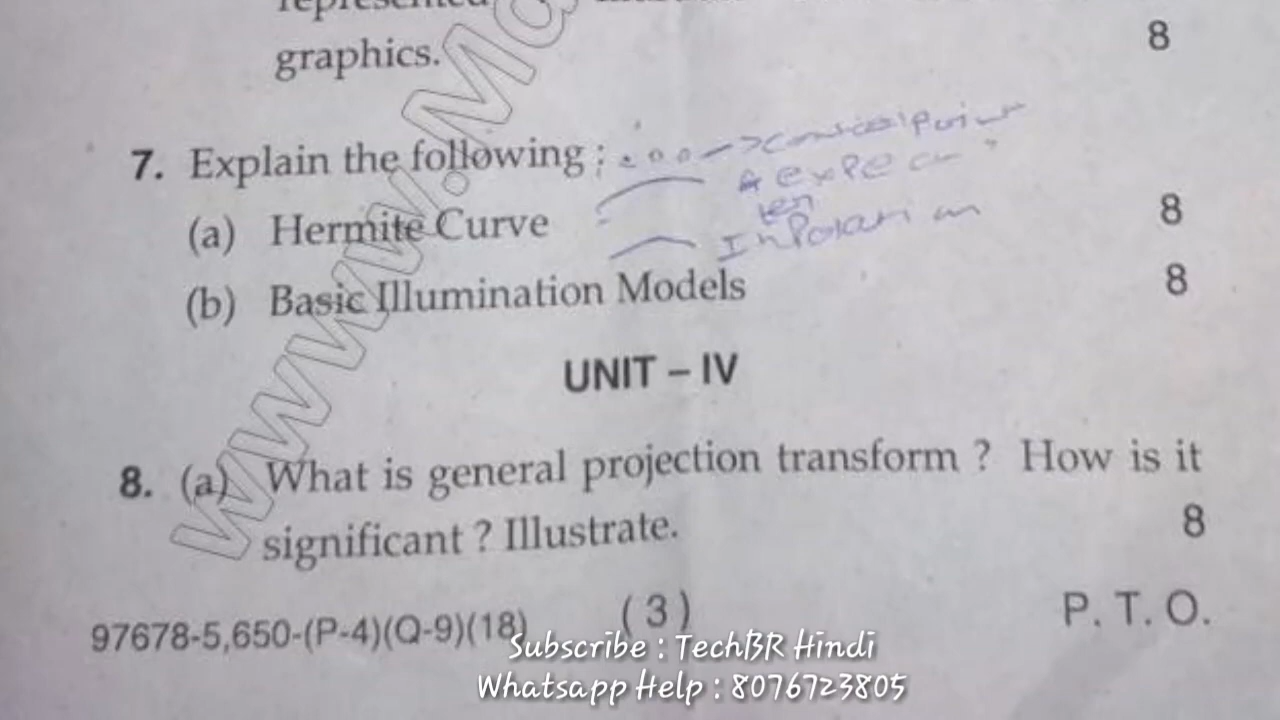 graphics.
8
7. Explain the following :
(a) Hermite Curve 8
(b) Basic Illumination Models 8
UNIT – IV
8. (a) What is general projection transform ? How is it
significant ? Illustrate. 8
97678-5,650-(P-4)(Q-9)(18) (3) P. T. O.
Subscribe : TechBR Hindi
Whatsapp Help : 8076723805